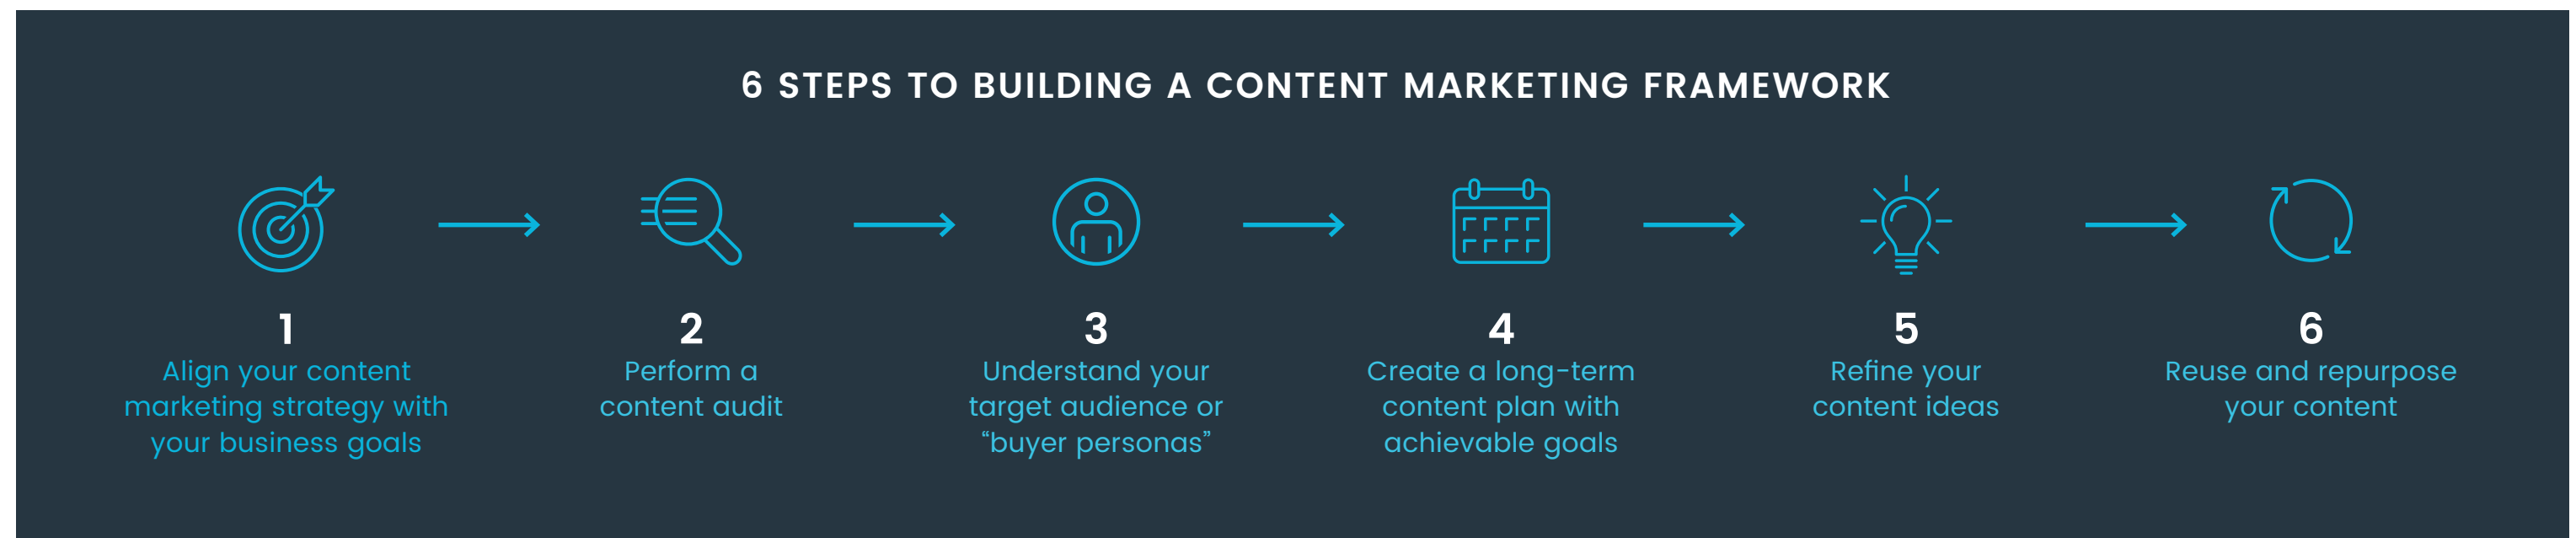 6 STEPS TO BUILDING A CONTENT MARKETING FRAMEWORK
1
Align your content
marketing strategy with
your business goals
2
Perform a
content audit
3
Understand your
target audience or
“buyer personas”
4
Create a long-term
content plan with
achievable goals
5
Refine your
content ideas
6
Reuse and repurpose
your content